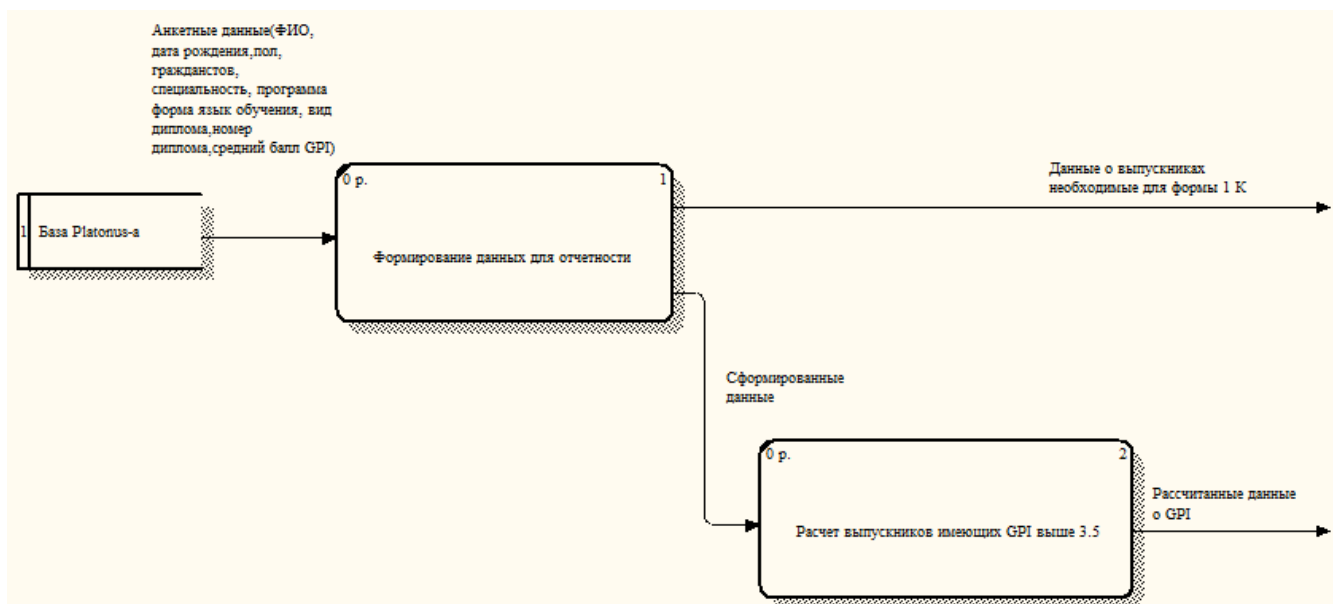 Анкетные данные(ФИО,
дата рождения,пол,
гражданстов,
специальность, программа
форма язык обучения, вид
диплома,номер
диплома,средний балл GPI)
0 р.
1
Данные о выпускниках
необходимые для формы 1 К
1
База Platonus-а
Формирование данных для отчетности
Сформированные
данные
0 р.
2
Рассчитанные данные
о GPI
Расчет выпускников имеющих GPI выше 3.5